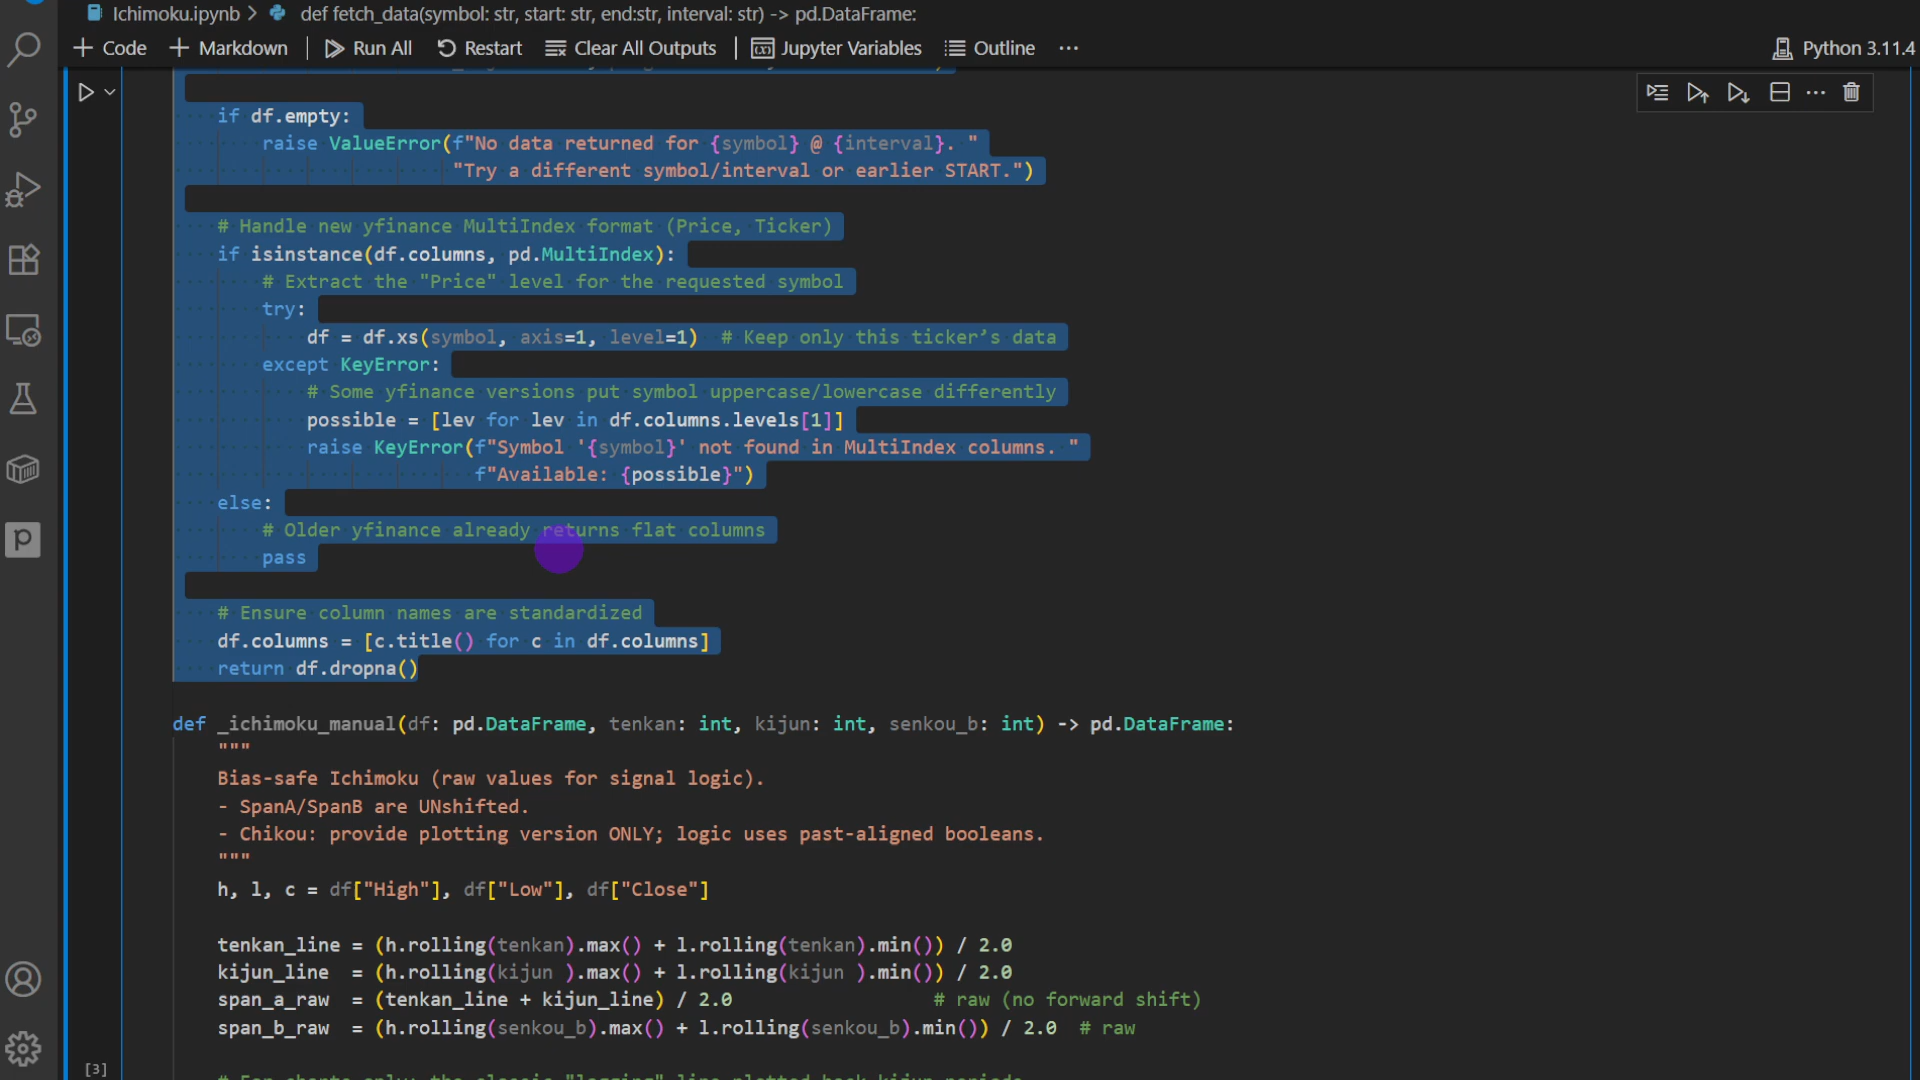 Ichimoku.ipynb > def fetch_data(symbol: str, start: str, end:str, interval: str) -> pd.DataFrame:
+ Code + Markdown Run All Restart Clear All Outputs Jupyter Variables Outline ··· Python 3.11.4
if df.empty:
raise ValueError(f"No data returned for {symbol} @ {interval}. "
"Try a different symbol/interval or earlier START.")
# Handle new yfinance MultiIndex format (Price, Ticker)
if isinstance(df.columns, pd.MultiIndex):
# Extract the "Price" level for the requested symbol
try:
df = df.xs(symbol, axis=1, level=1) # Keep only this ticker’s data
except KeyError:
# Some yfinance versions put symbol uppercase/lowercase differently
possible = [lev for lev in df.columns.levels[1]]
raise KeyError(f"Symbol '{symbol}' not found in MultiIndex columns. "
f"Available: {possible}")
else:
# Older yfinance already returns flat columns
pass
# Ensure column names are standardized
df.columns = [c.title() for c in df.columns]
return df.dropna()
def _ichimoku_manual(df: pd.DataFrame, tenkan: int, kijun: int, senkou_b: int) -> pd.DataFrame:
"""
Bias-safe Ichimoku (raw values for signal logic).
- SpanA/SpanB are UNshifted.
- Chikou: provide plotting version ONLY; logic uses past-aligned booleans.
"""
h, l, c = df["High"], df["Low"], df["Close"]
tenkan_line = (h.rolling(tenkan).max() + l.rolling(tenkan).min()) / 2.0
kijun_line = (h.rolling(kijun ).max() + l.rolling(kijun ).min()) / 2.0
span_a_raw = (tenkan_line + kijun_line) / 2.0 # raw (no forward shift)
span_b_raw = (h.rolling(senkou_b).max() + l.rolling(senkou_b).min()) / 2.0 # raw
[3]